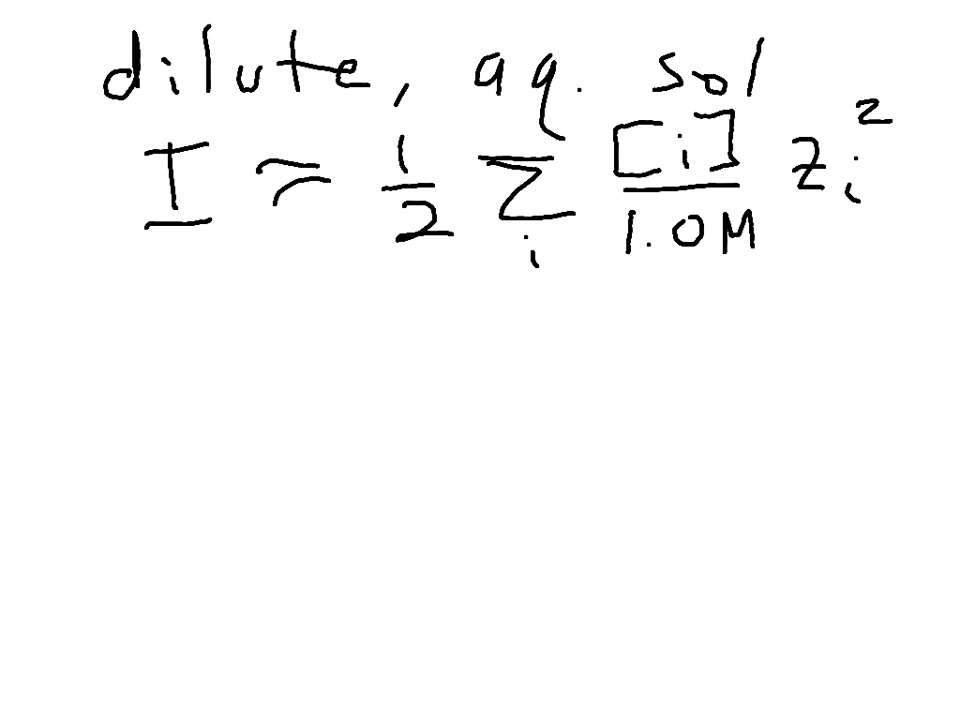 dilute, aq. sol
I ≈ 1/2 Σ_i [i]/1.0M z_i^2